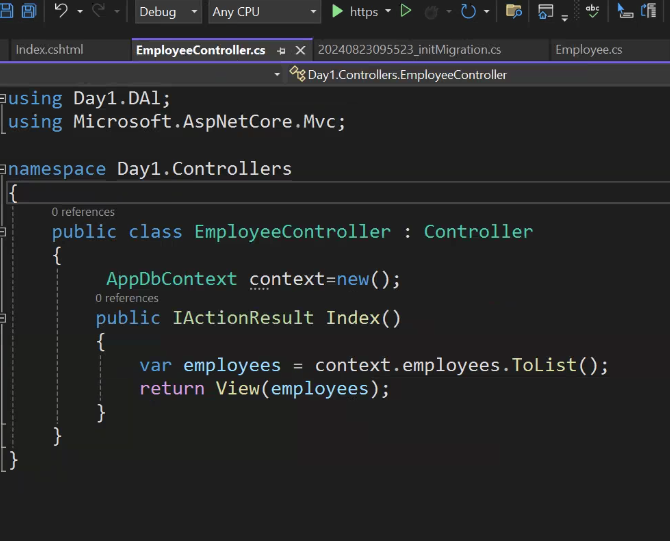 Debug Any CPU https
Index.cshtml EmployeeController.cs 20240823095523_initMigration.cs Employee.cs
Day1.Controllers.EmployeeController
using Day1.DAl;
using Microsoft.AspNetCore.Mvc;
namespace Day1.Controllers
{
0 references
public class EmployeeController : Controller
{
AppDbContext context=new();
0 references
public IActionResult Index()
{
var employees = context.employees.ToList();
return View(employees);
}
}
}